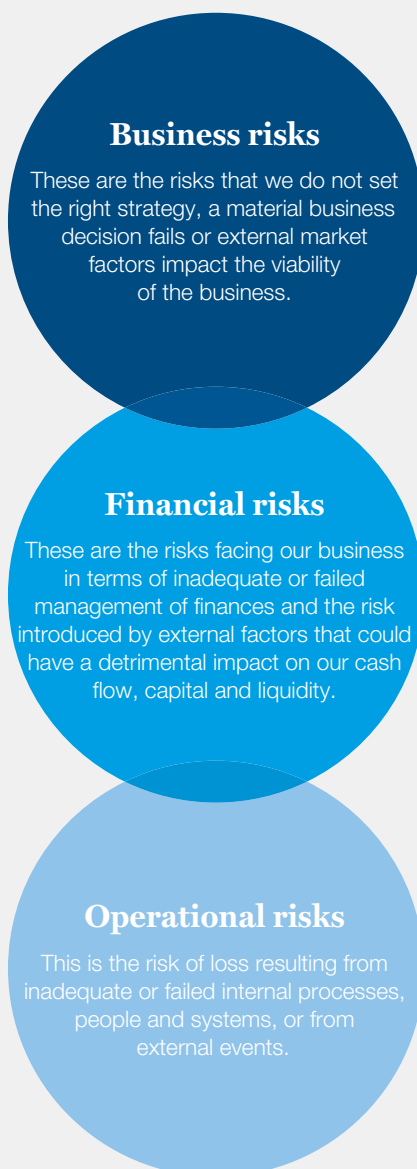 Business risks
These are the risks that we do not set
the right strategy, a material business
decision fails or external market
factors impact the viability
of the business.
Financial risks
These are the risks facing our business
in terms of inadequate or failed
management of finances and the risk
introduced by external factors that could
have a detrimental impact on our cash
flow, capital and liquidity.
Operational risks
This is the risk of loss resulting from
inadequate or failed internal processes,
people and systems, or from
external events.